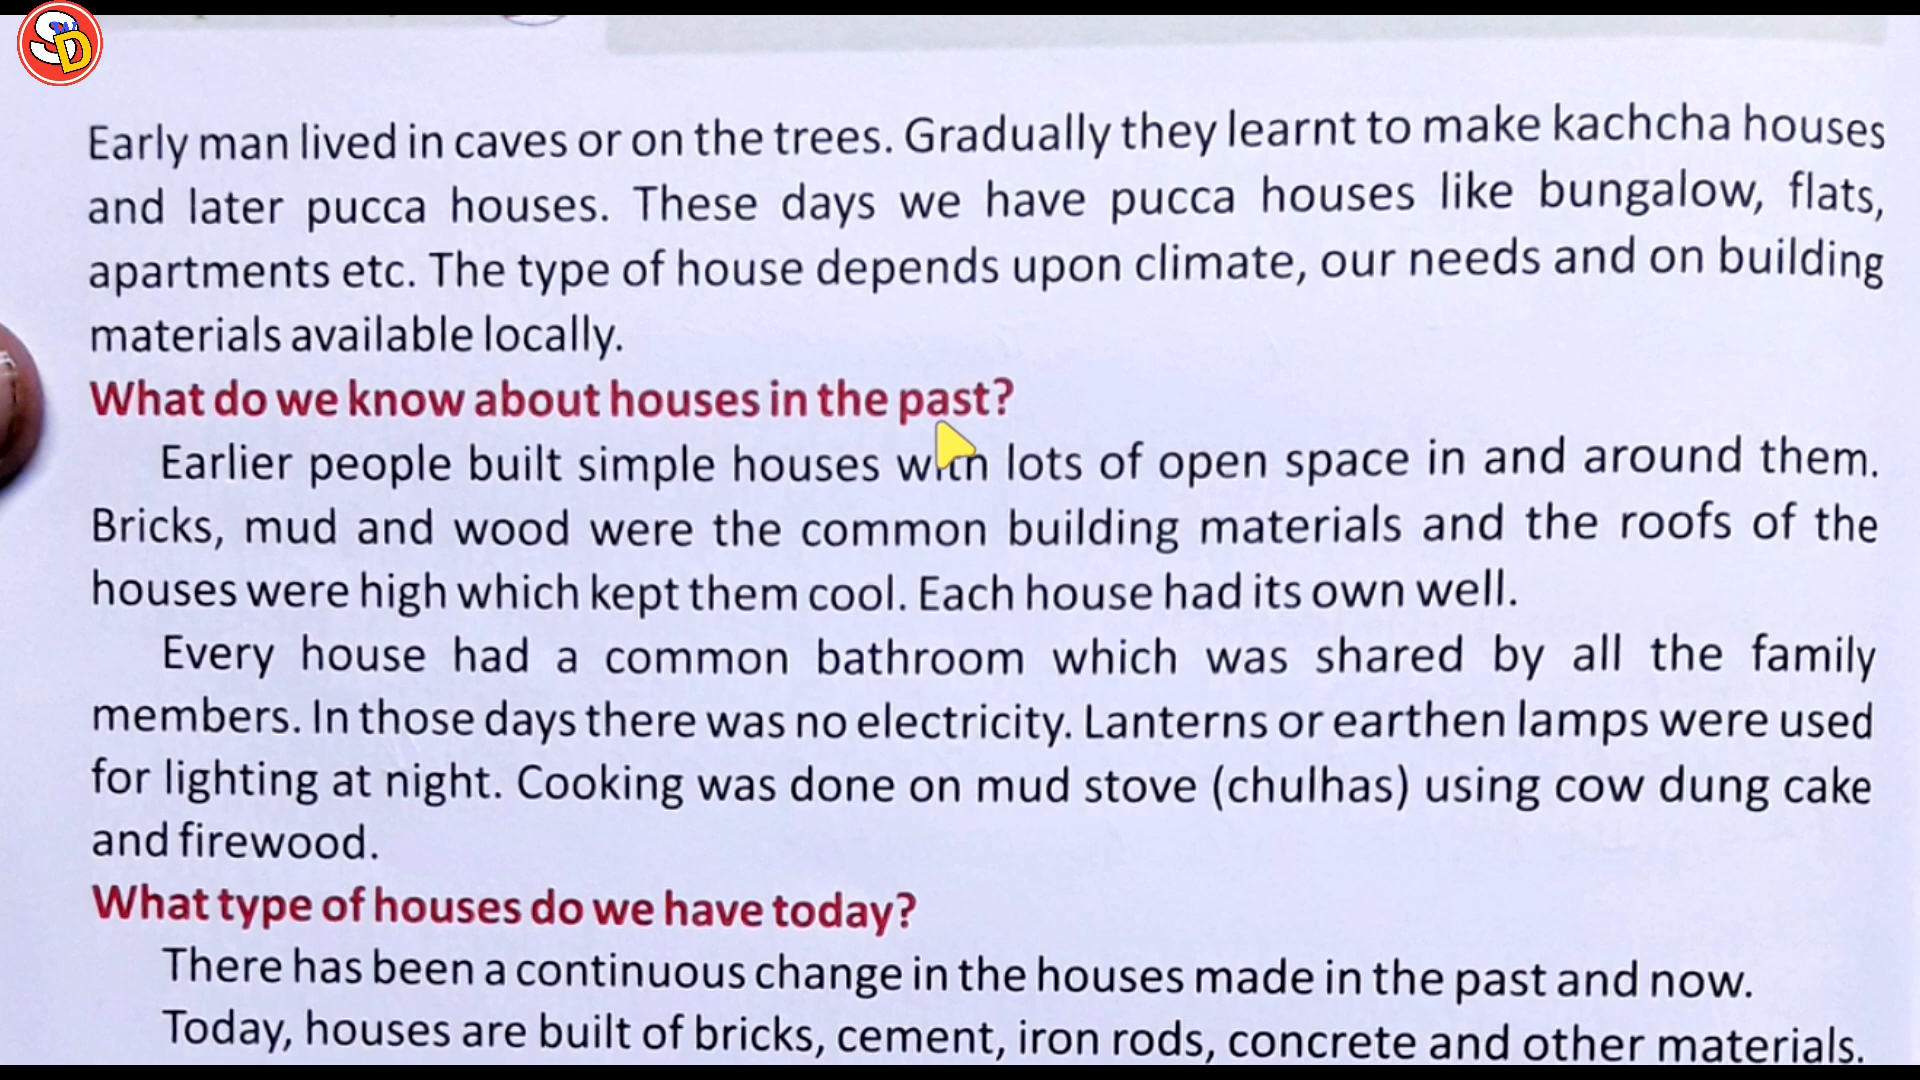 SD
Early man lived in caves or on the trees. Gradually they learnt to make kachcha houses
and later pucca houses. These days we have pucca houses like bungalow, flats,
apartments etc. The type of house depends upon climate, our needs and on building
materials available locally.
What do we know about houses in the past?
Earlier people built simple houses with lots of open space in and around them.
Bricks, mud and wood were the common building materials and the roofs of the
houses were high which kept them cool. Each house had its own well.
Every house had a common bathroom which was shared by all the family
members. In those days there was no electricity. Lanterns or earthen lamps were used
for lighting at night. Cooking was done on mud stove (chulhas) using cow dung cake
and firewood.
What type of houses do we have today?
There has been a continuous change in the houses made in the past and now.
Today, houses are built of bricks, cement, iron rods, concrete and other materials.